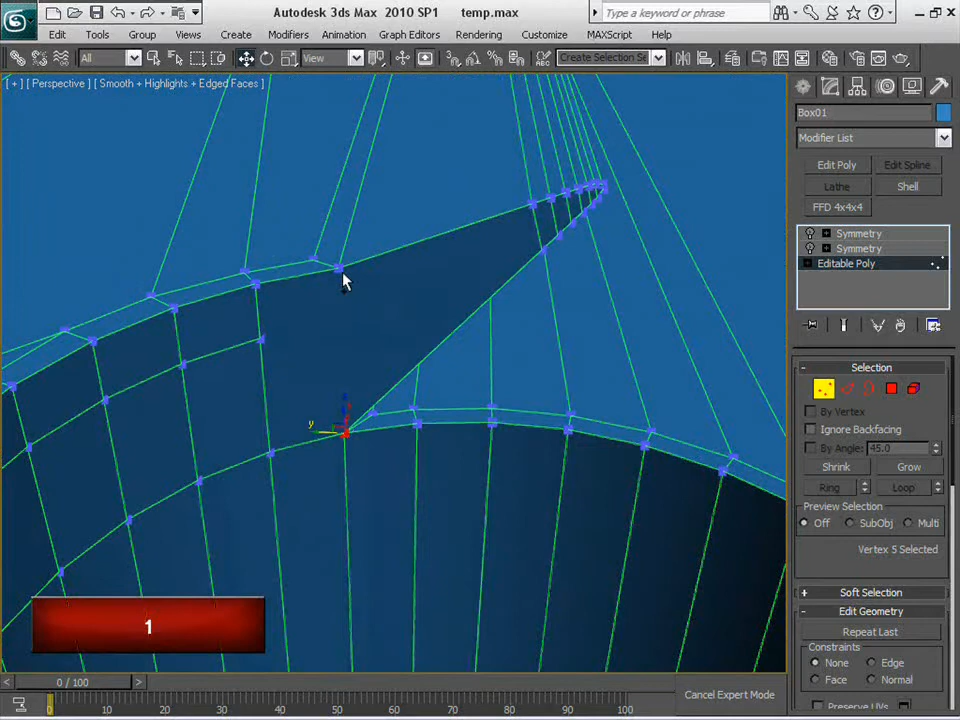 Autodesk 3ds Max 2010 SP1 temp.max
Type a keyword or phrase
Edit Tools Group Views Create Modifiers Animation Graph Editors Rendering Customize MAXScript Help
All View Create Selection Se
[ + ] [ Perspective ] [ Smooth + Highlights + Edged Faces ]
Box01
Modifier List
Edit Poly Edit Spline
Lathe Shell
FFD 4x4x4
Symmetry
Symmetry
Editable Poly
y
- Selection
By Vertex
Ignore Backfacing
By Angle: 45.0
Shrink Grow
Ring Loop
Preview Selection
Off SubObj Multi
Vertex 5 Selected
+ Soft Selection
- Edit Geometry
Repeat Last
Constraints
None Edge
Face Normal
Preserve UVs
1
< 0 / 100 >
0 10 20 30 40 50 60 70 80 90 100
Cancel Expert Mode